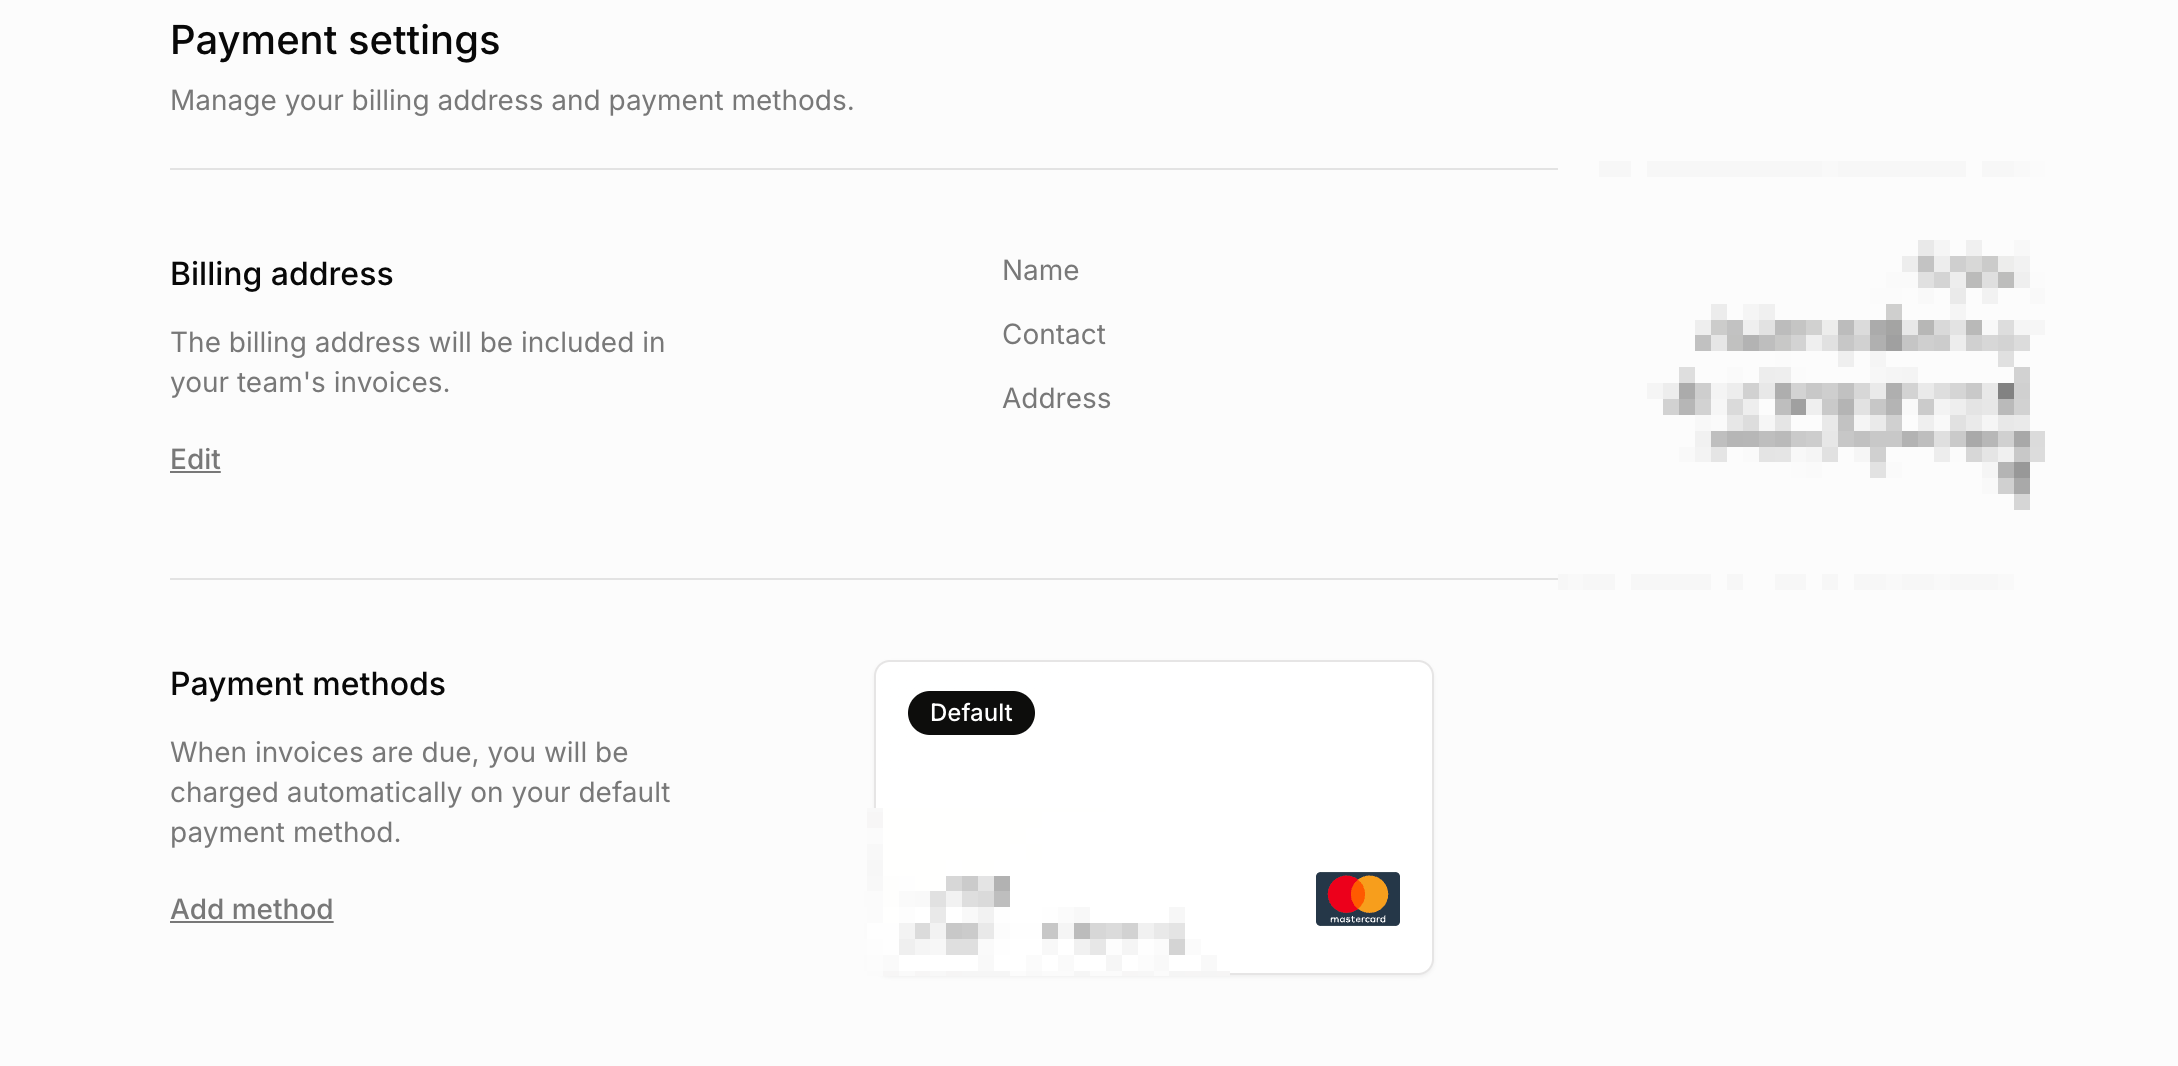 Payment settings
Manage your billing address and payment methods.
Billing address
The billing address will be included in
your team's invoices.
Edit
Name
Contact
Address
Payment methods
When invoices are due, you will be
charged automatically on your default
payment method.
Add method
Default
mastercard